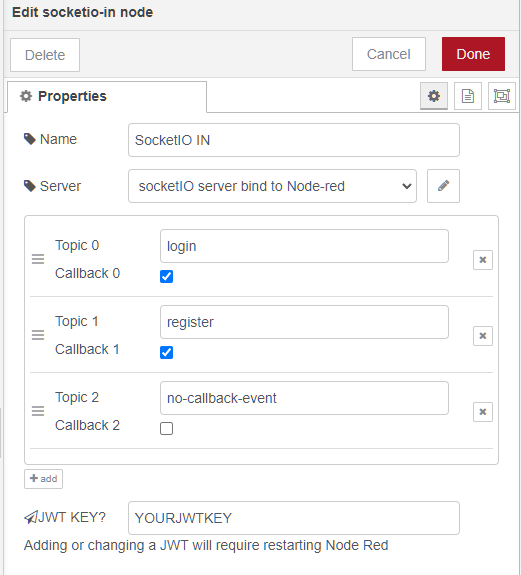 Edit socketio-in node
Delete
Cancel
Done
Properties
Name
SocketIO IN
Server
socketIO server bind to Node-red
Topic 0
login
Callback 0
Topic 1
register
Callback 1
Topic 2
no-callback-event
Callback 2
add
JWT KEY?
YOURJWTKEY
Adding or changing a JWT will require restarting Node Red